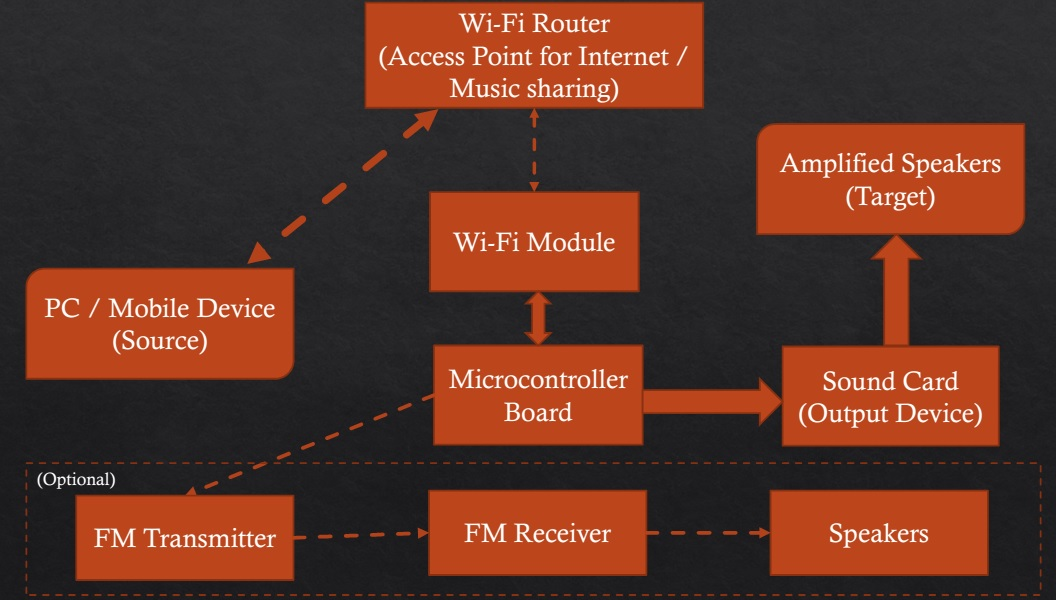 Wi-Fi Router
(Access Point for Internet /
Music sharing)
Amplified Speakers
(Target)
Wi-Fi Module
PC / Mobile Device
(Source)
Microcontroller
Board
Sound Card
(Output Device)
(Optional)
FM Transmitter
FM Receiver
Speakers